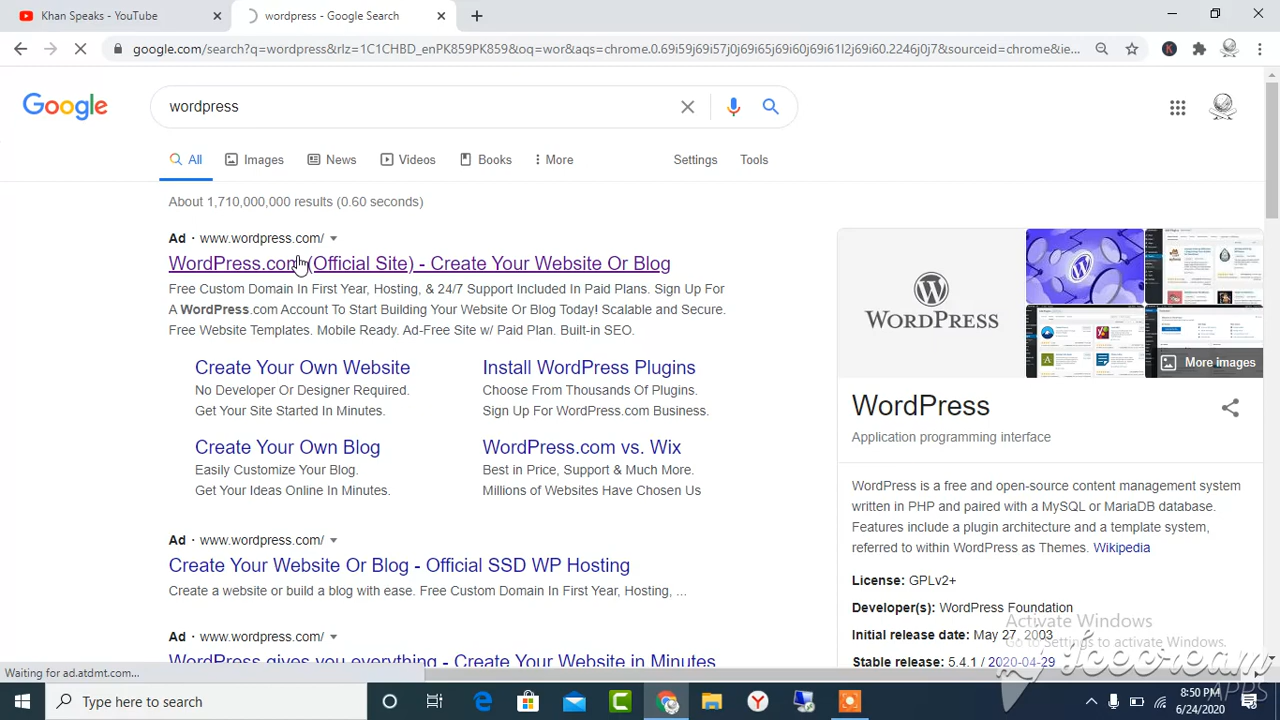 Khan Speaks - YouTube
wordpress - Google Search
google.com/search?q=wordpress&rlz=1C1CHBD_enPK859PK859&oq=wor&aqs=chrome.0.69i59j69i57j0j69i65j69i60j69i61l2j69i60.2246j0j7&sourceid=chrome&ie...
Google
wordpress
All
Images
News
Videos
Books
More
Settings
Tools
About 1,710,000,000 results (0.60 seconds)
Ad · www.wordpress.com/
WordPress.com (Official Site) - Create Your Website Or Blog
Free Custom Domain In First Year, Hosting, & 24/7 Support Included In Paid Plans. Sign Up For
A WordPress.com Account To Start Building Your Website Or Blog Today! Scalable and Secure.
Free Website Templates. Mobile Ready. Ad-Free Site w/ Paid Plan. Built-in SEO.
Create Your Own Website
No Developer Or Designer Required.
Get Your Site Started In Minutes.
Install WordPress Plugins
Choose From Thousands Of Plugins.
Sign Up For WordPress.com Business.
Create Your Own Blog
Easily Customize Your Blog.
Get Your Ideas Online In Minutes.
WordPress.com vs. Wix
Best in Price, Support & Much More.
Millions of Websites Have Chosen Us
Ad · www.wordpress.com/
Create Your Website Or Blog - Official SSD WP Hosting
Create a website or build a blog with ease. Free Custom Domain In First Year, Hosting, ...
Ad · www.wordpress.com/
WordPress gives you everything - Create Your Website in Minutes
WORDPRESS
More images
WordPress
Application programming interface
WordPress is a free and open-source content management system
written in PHP and paired with a MySQL or MariaDB database.
Features include a plugin architecture and a template system,
referred to within WordPress as Themes. Wikipedia
License: GPLv2+
Developer(s): WordPress Foundation
Initial release date: May 27, 2003
Stable release: 5.4.1 / 2020-04-29
Activate Windows
Go to Settings to activate Windows.
Icecream
APPS
Waiting for ad.atdmt.com...
Type here to search
8:50 PM
6/24/2020